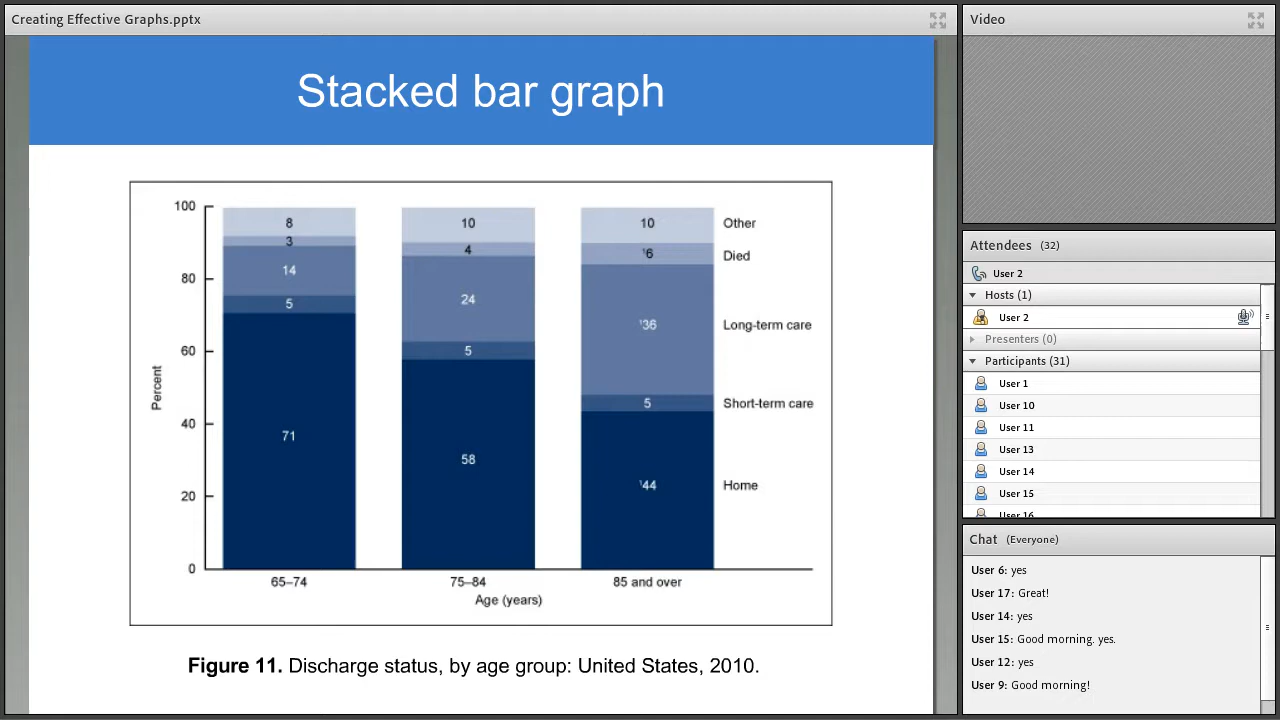 Creating Effective Graphs.pptx
Stacked bar graph
100
80
60
40
20
0
Percent
8
3
14
5
71
10
4
24
5
58
10
¹6
¹36
5
¹44
Other
Died
Long-term care
Short-term care
Home
65–74
75–84
85 and over
Age (years)
Figure 11. Discharge status, by age group: United States, 2010.
Video
Attendees (32)
User 2
Hosts (1)
User 2
Presenters (0)
Participants (31)
User 1
User 10
User 11
User 13
User 14
User 15
User 16
Chat (Everyone)
User 6: yes
User 17: Great!
User 14: yes
User 15: Good morning. yes.
User 12: yes
User 9: Good morning!